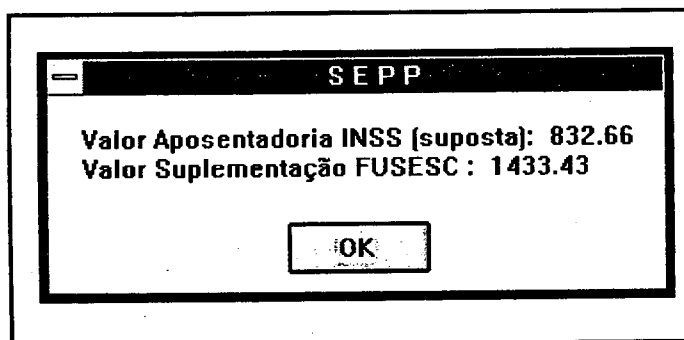 SEPP
Valor Aposentadoria INSS (suposta): 832.66
Valor Suplementação FUSESC : 1433.43
OK